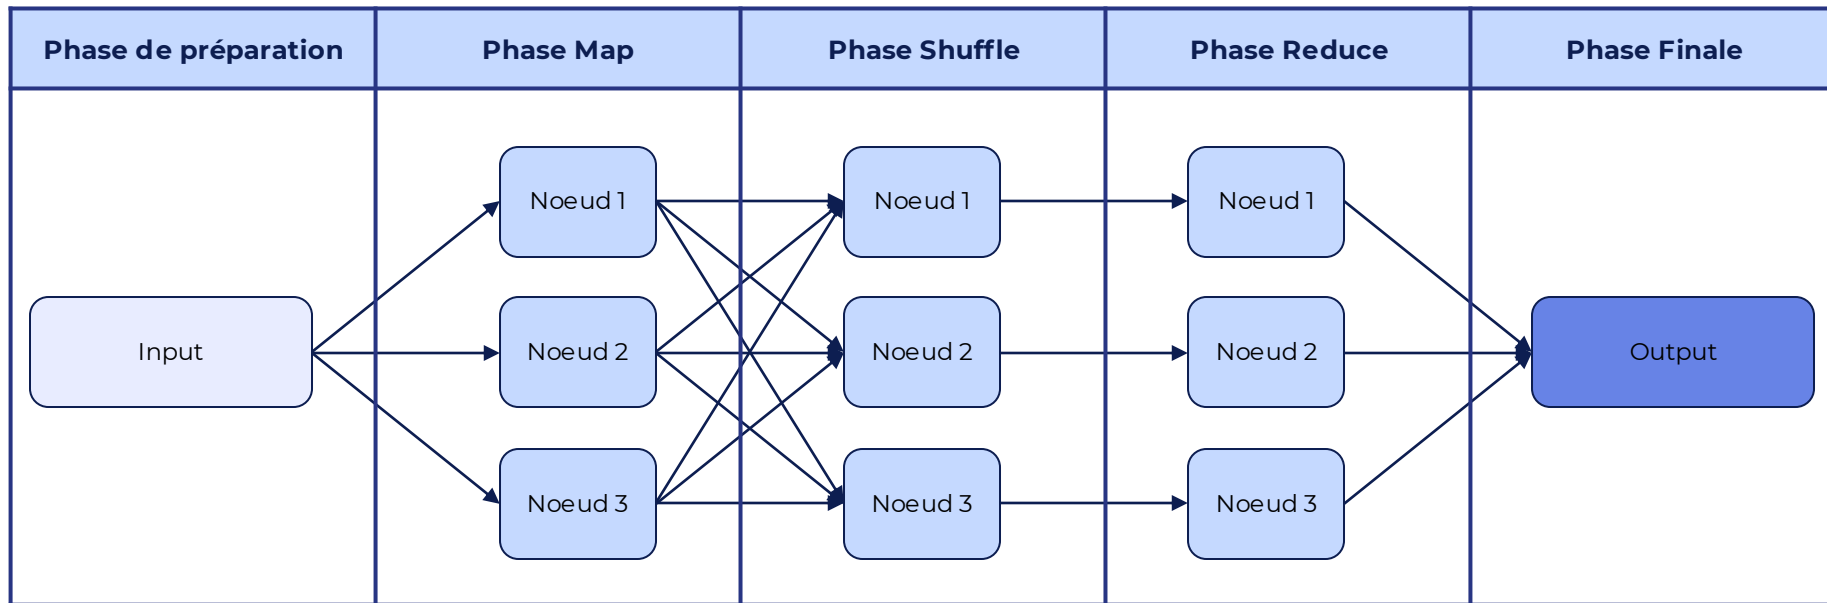 Phase de préparation
Phase Map
Phase Shuffle
Phase Reduce
Phase Finale
Noeud 1
Noeud 1
Noeud 1
Input
Noeud 2
Noeud 2
Noeud 2
Output
Noeud 3
Noeud 3
Noeud 3